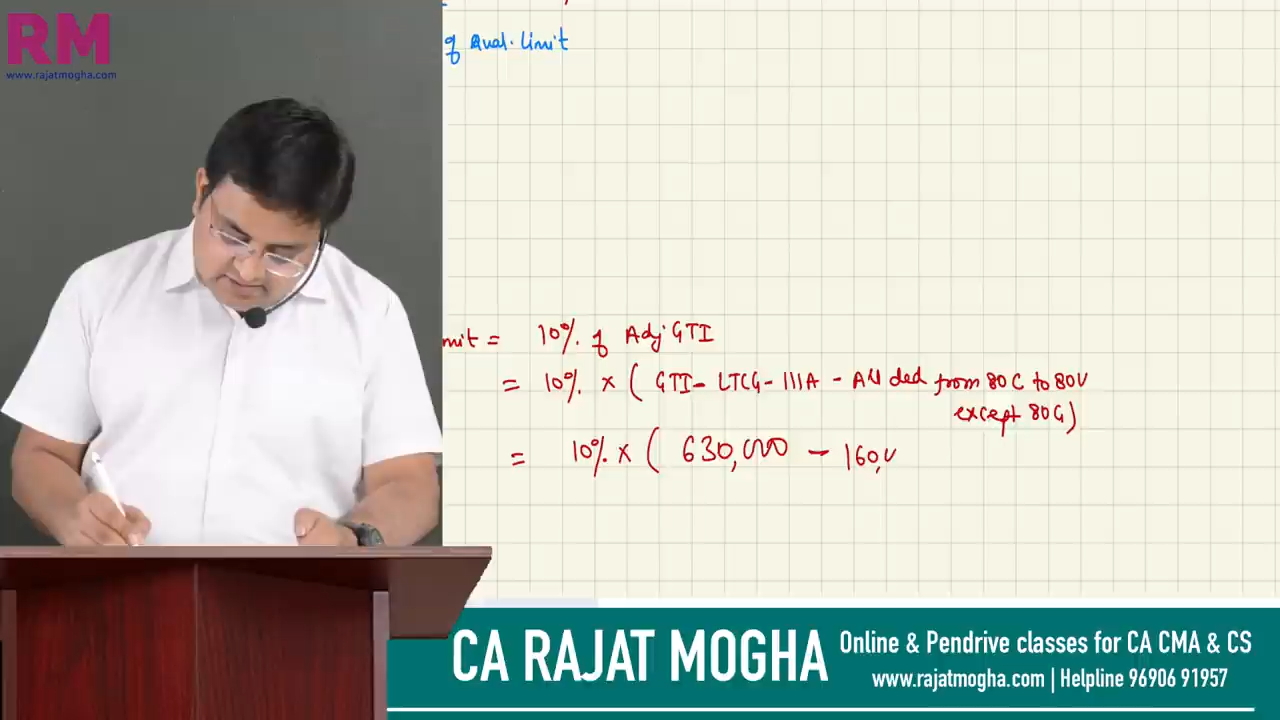 RM
www.rajatmogha.com
of Qual. limit
mit = 10% of Adj GTI
= 10% x ( GTI - LTCG - 111A - All ded from 80C to 80U
except 80G)
= 10% x ( 630,000 - 160,0
CA RAJAT MOGHA
Online & Pendrive classes for CA CMA & CS
www.rajatmogha.com | Helpline 96906 91957